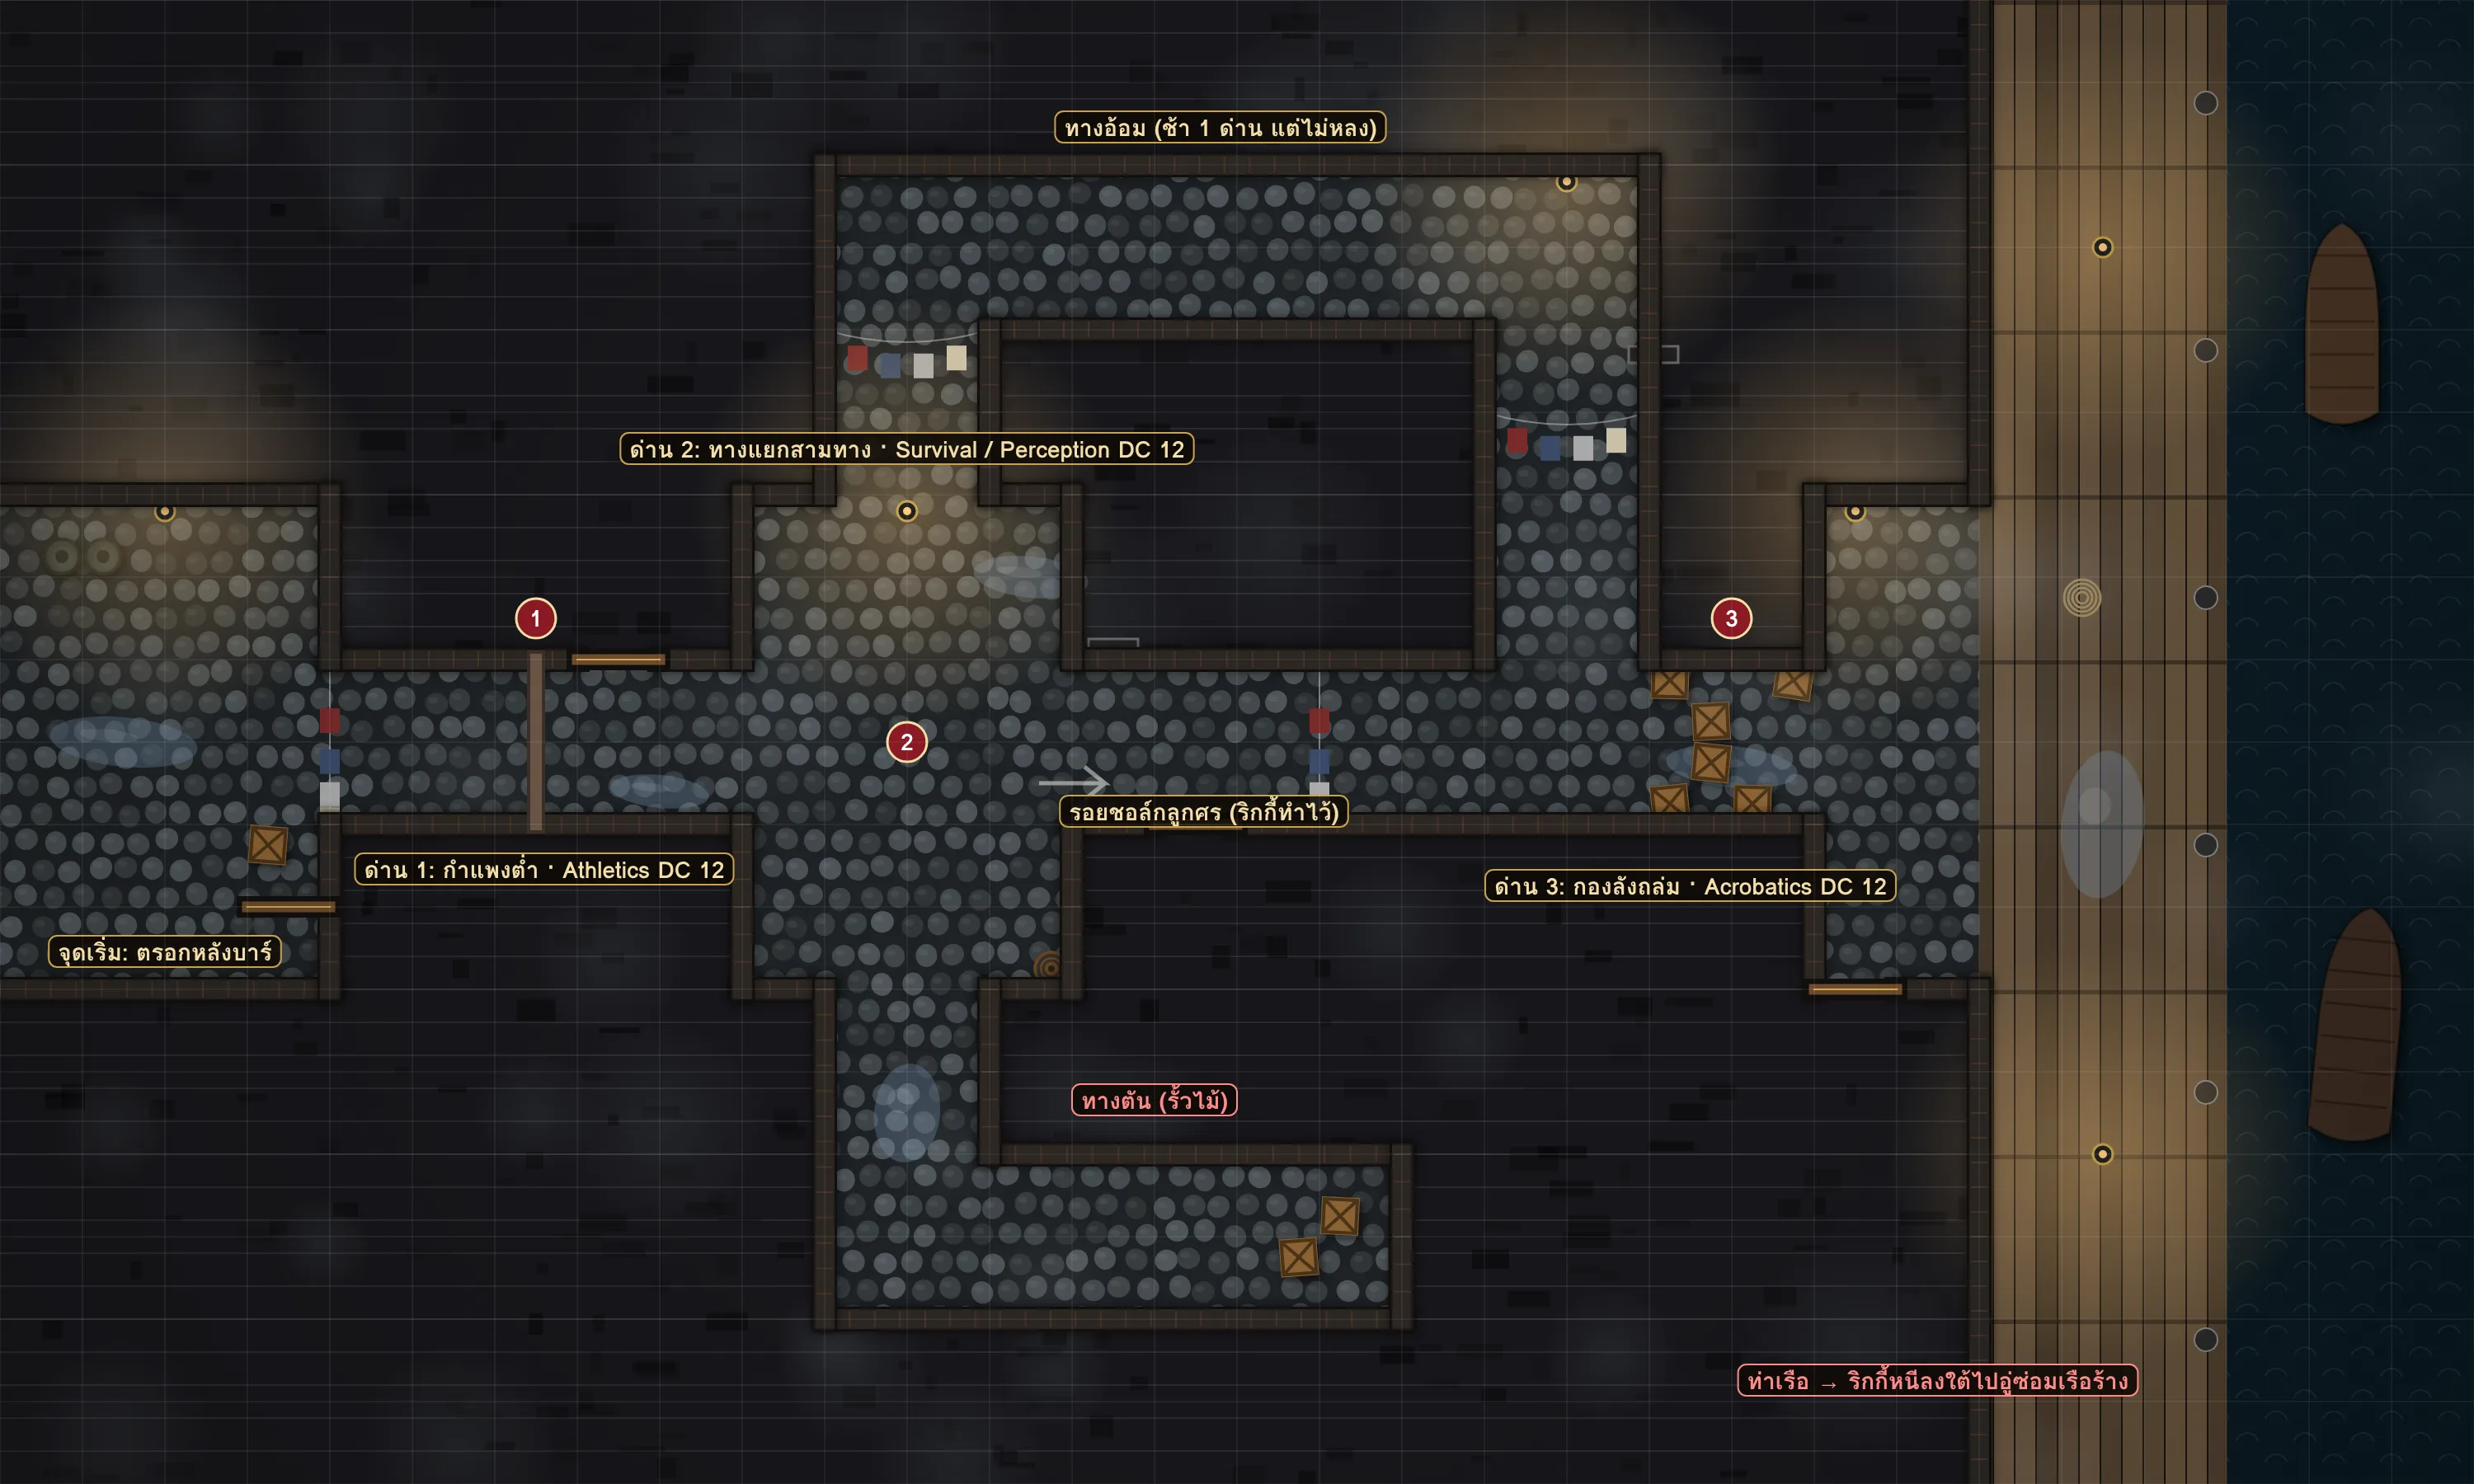 ทางอ้อม (ช้า 1 ด่าน แต่ไม่หลง)
ด่าน 2: ทางแยกสามทาง · Survival / Perception DC 12
1
3
2
รอยชอล์กลูกศร (ริกกี้ทำไว้)
ด่าน 1: กำแพงต่ำ · Athletics DC 12
ด่าน 3: กองลังถล่ม · Acrobatics DC 12
จุดเริ่ม: ตรอกหลังบาร์
ทางตัน (รั้วไม้)
ท่าเรือ → ริกกี้หนีลงใต้ไปอู่ซ่อมเรือร้าง